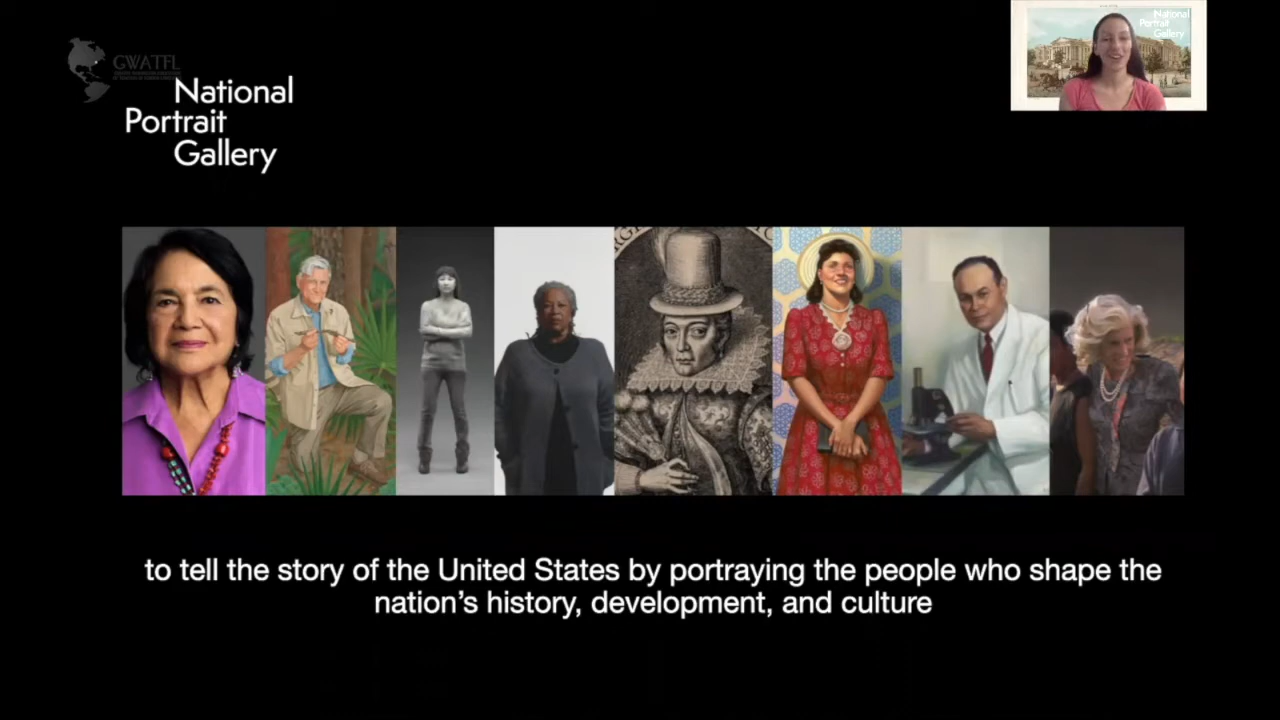 GWATFL
National
Portrait
Gallery
National
Portrait
Gallery
to tell the story of the United States by portraying the people who shape the
nation's history, development, and culture